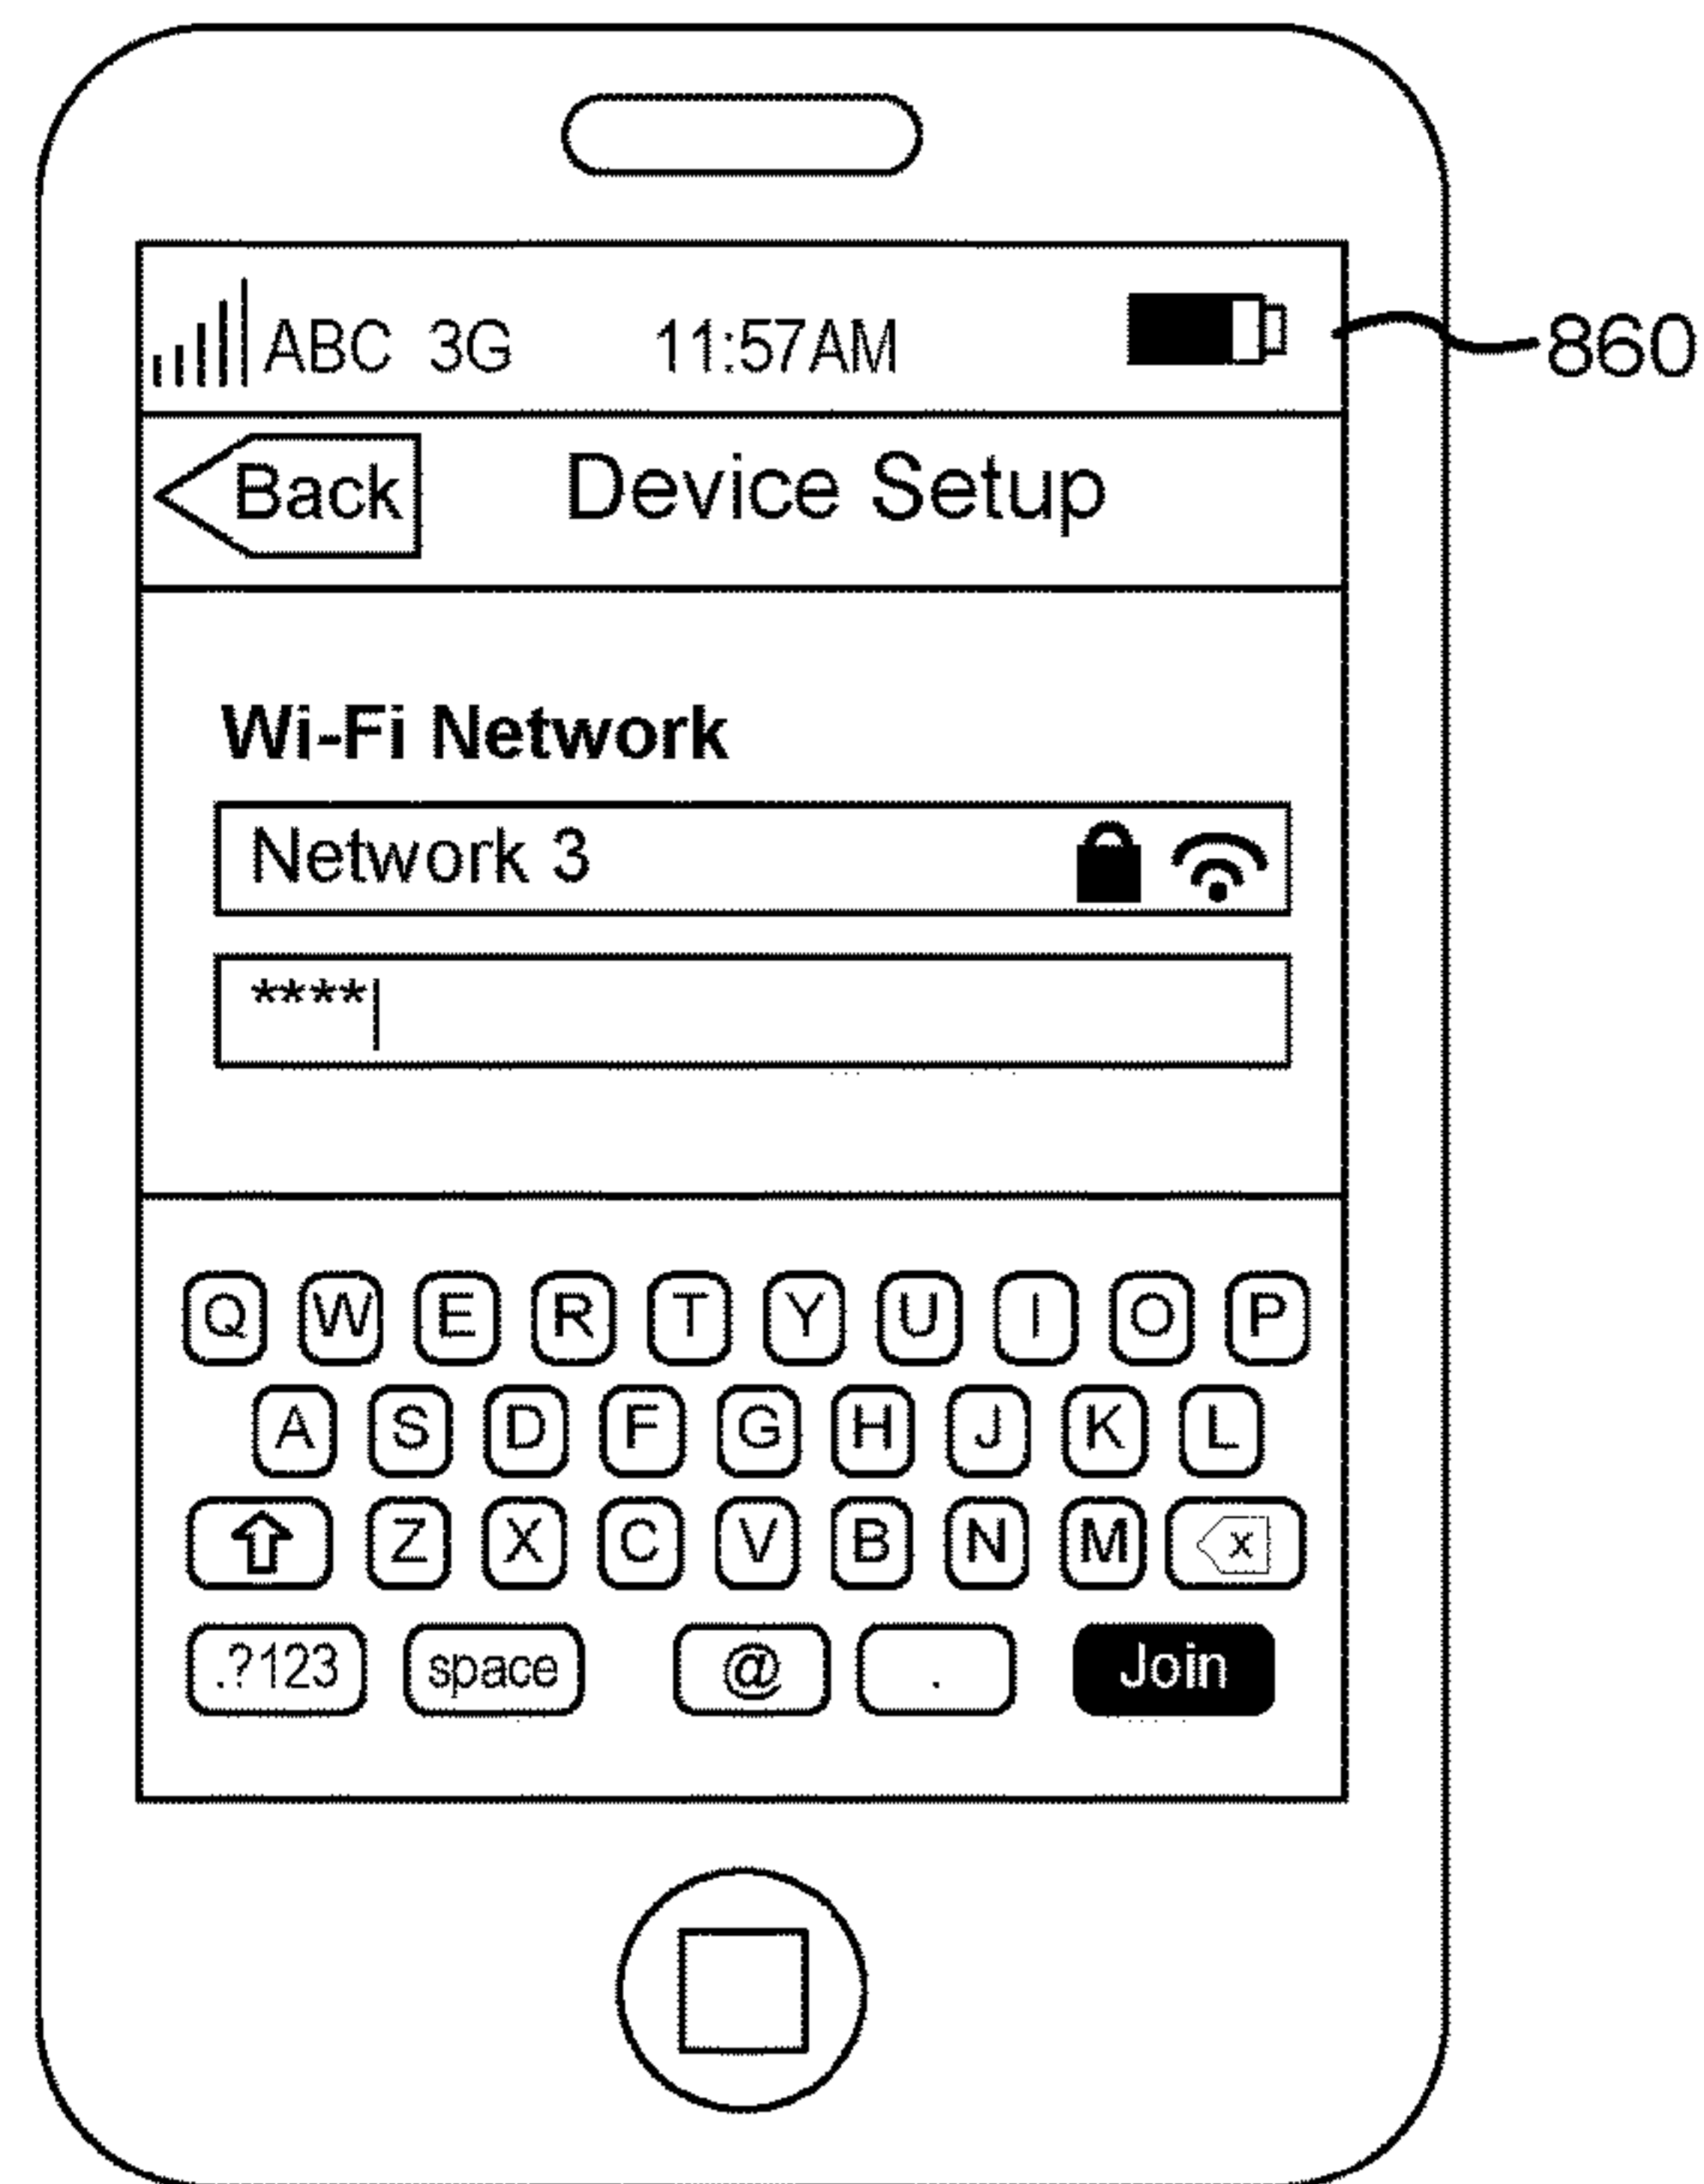 ABC 3G 11:57AM
860
Back Device Setup
Wi-Fi Network
Network 3
****
Q W E R T Y U I O P
A S D F G H J K L
Z X C V B N M x
.?123 space @ . Join